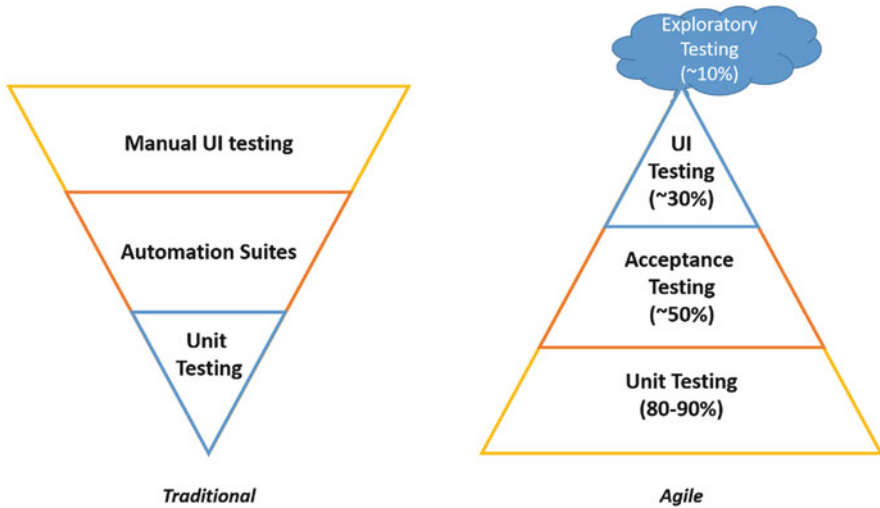 Manual UI testing
Automation Suites
Unit
Testing
Traditional
Exploratory
Testing
(~10%)
UI
Testing
(~30%)
Acceptance
Testing
(~50%)
Unit Testing
(80-90%)
Agile